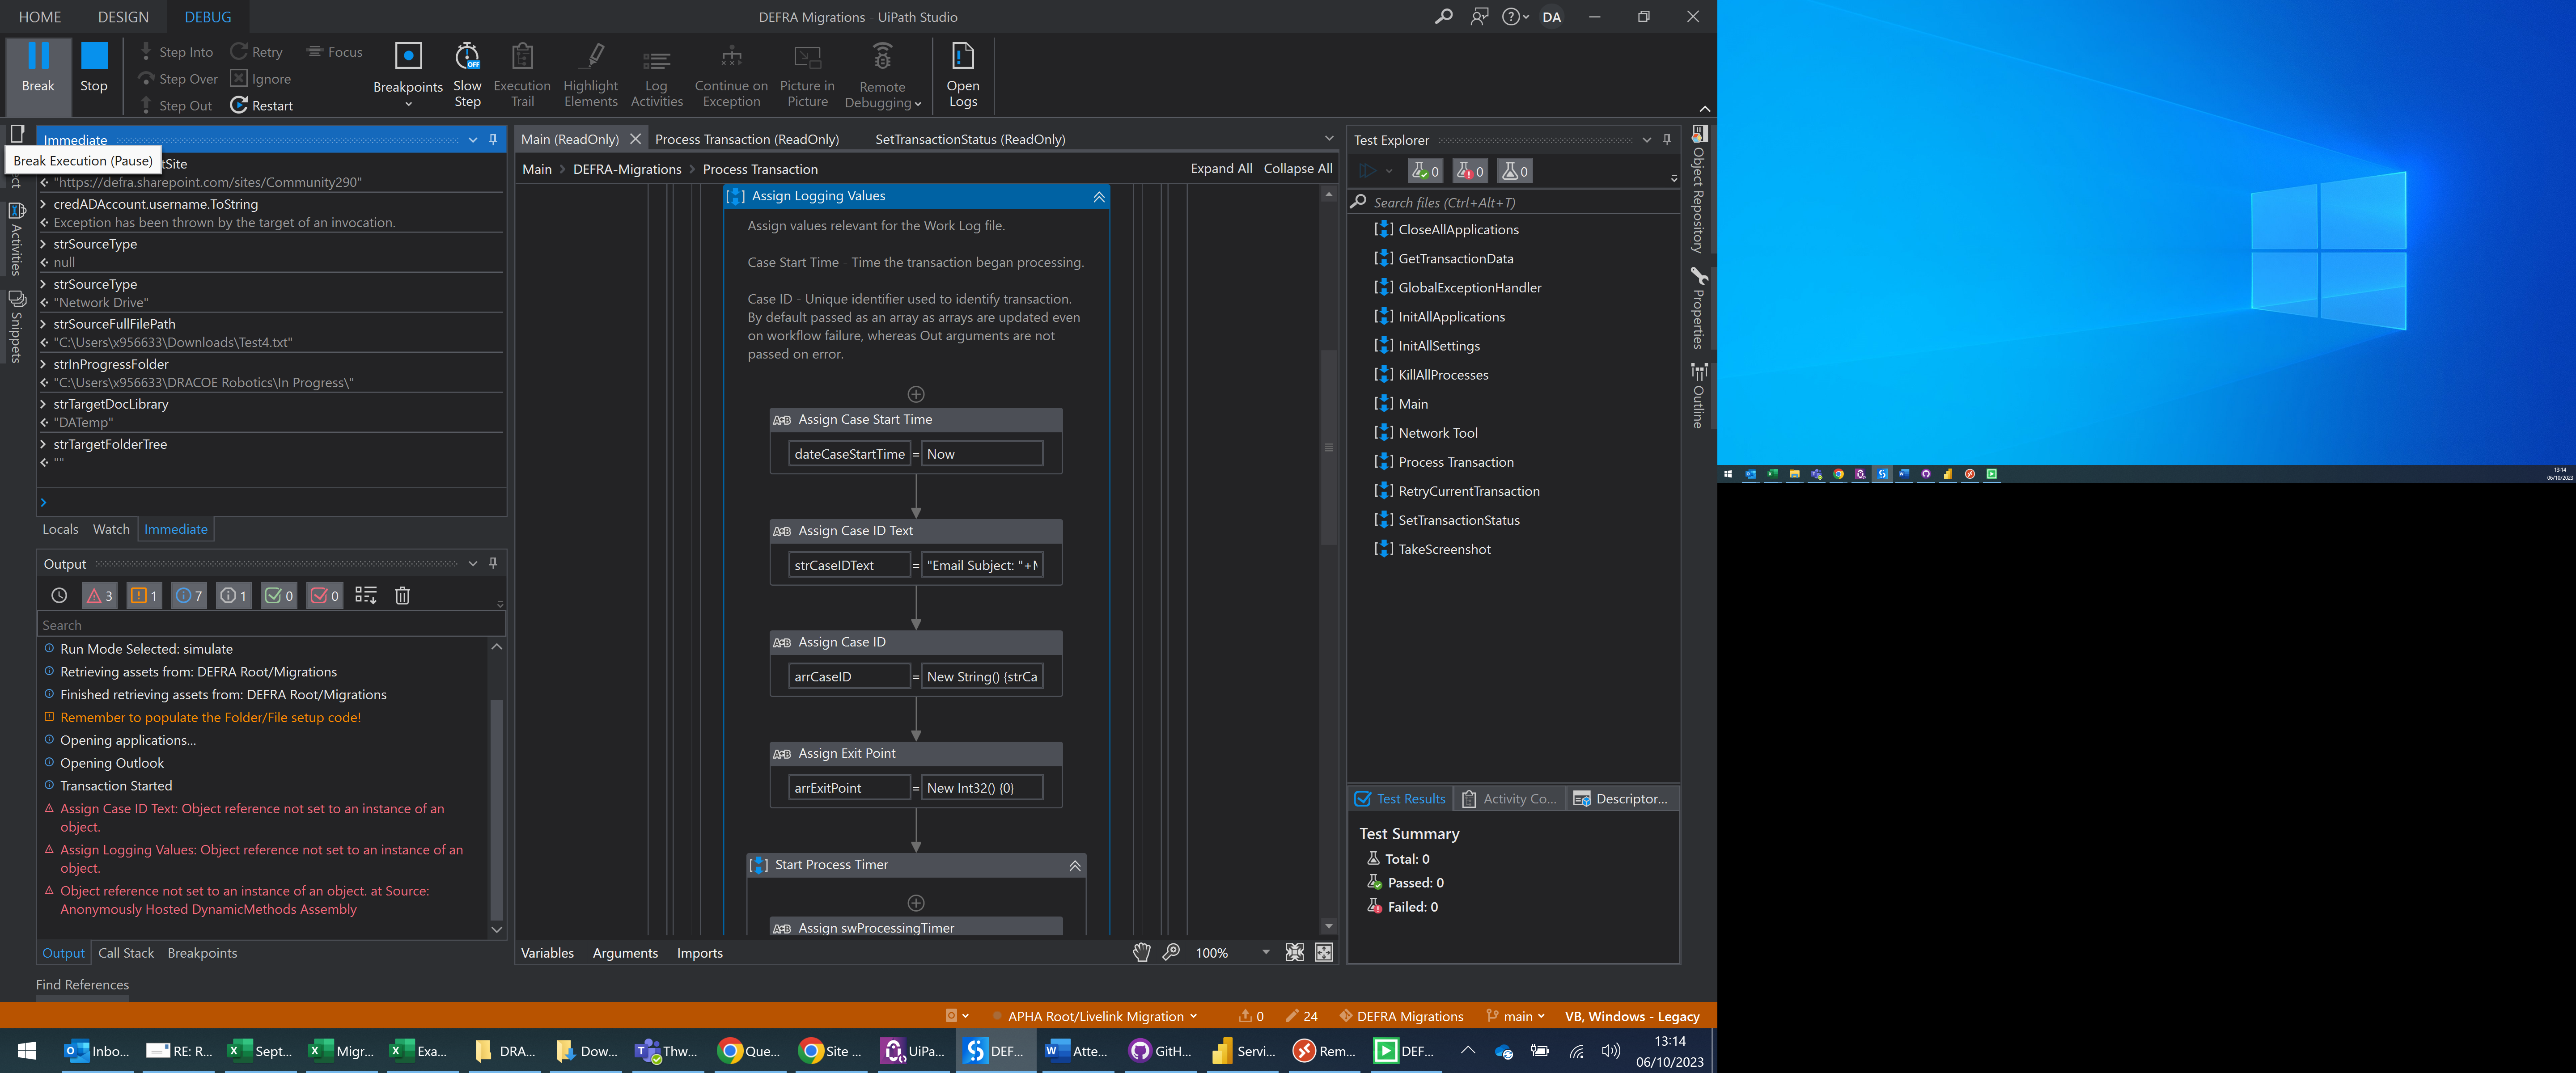 HOME
DESIGN
DEBUG
DEFRA Migrations - UiPath Studio
DA
Break
Stop
Step Into
Step Over
Step Out
Retry
Ignore
Restart
Focus
Breakpoints
Slow Step
OFF
Execution Trail
Highlight Elements
Log Activities
Continue on Exception
Picture in Picture
Remote Debugging
Open Logs
Immediate
Break Execution (Pause)
tSite
"https://defra.sharepoint.com/sites/Community290"
credADAccount.username.ToString
Exception has been thrown by the target of an invocation.
strSourceType
null
strSourceType
"Network Drive"
strSourceFullFilePath
"C:\Users\x956633\Downloads\Test4.txt"
strInProgressFolder
"C:\Users\x956633\DRACOE Robotics\In Progress\"
strTargetDocLibrary
"DATemp"
strTargetFolderTree
""
Locals
Watch
Immediate
ct
Activities
Snippets
Output
3
1
7
1
0
0
Search
Run Mode Selected: simulate
Retrieving assets from: DEFRA Root/Migrations
Finished retrieving assets from: DEFRA Root/Migrations
Remember to populate the Folder/File setup code!
Opening applications...
Opening Outlook
Transaction Started
Assign Case ID Text: Object reference not set to an instance of an
object.
Assign Logging Values: Object reference not set to an instance of an
object.
Object reference not set to an instance of an object. at Source:
Anonymously Hosted DynamicMethods Assembly
Output
Call Stack
Breakpoints
Find References
Main (ReadOnly)
Process Transaction (ReadOnly)
SetTransactionStatus (ReadOnly)
Main > DEFRA-Migrations > Process Transaction
Expand All
Collapse All
Assign Logging Values
Assign values relevant for the Work Log file.
Case Start Time - Time the transaction began processing.
Case ID - Unique identifier used to identify transaction.
By default passed as an array as arrays are updated even
on workflow failure, whereas Out arguments are not
passed on error.
A=B Assign Case Start Time
dateCaseStartTime = Now
A=B Assign Case ID Text
strCaseIDText = "Email Subject: "+
A=B Assign Case ID
arrCaseID = New String() {strCa
A=B Assign Exit Point
arrExitPoint = New Int32() {0}
Start Process Timer
A=B Assign swProcessingTimer
Variables
Arguments
Imports
100%
Test Explorer
0
0
0
Search files (Ctrl+Alt+T)
CloseAllApplications
GetTransactionData
GlobalExceptionHandler
InitAllApplications
InitAllSettings
KillAllProcesses
Main
Network Tool
Process Transaction
RetryCurrentTransaction
SetTransactionStatus
TakeScreenshot
Test Results
Activity Co...
Descriptor...
Test Summary
Total: 0
Passed: 0
Failed: 0
Object Repository
Properties
Outline
APHA Root/Livelink Migration
0
24
DEFRA Migrations
main
VB, Windows - Legacy
Inbo...
RE: R...
Sept...
Migr...
Exa...
DRA...
Dow...
Thw...
Que...
Site ...
UiPa...
DEF...
Atte...
GitH...
Servi...
Rem...
DEF...
13:14
06/10/2023
13:14
06/10/2023